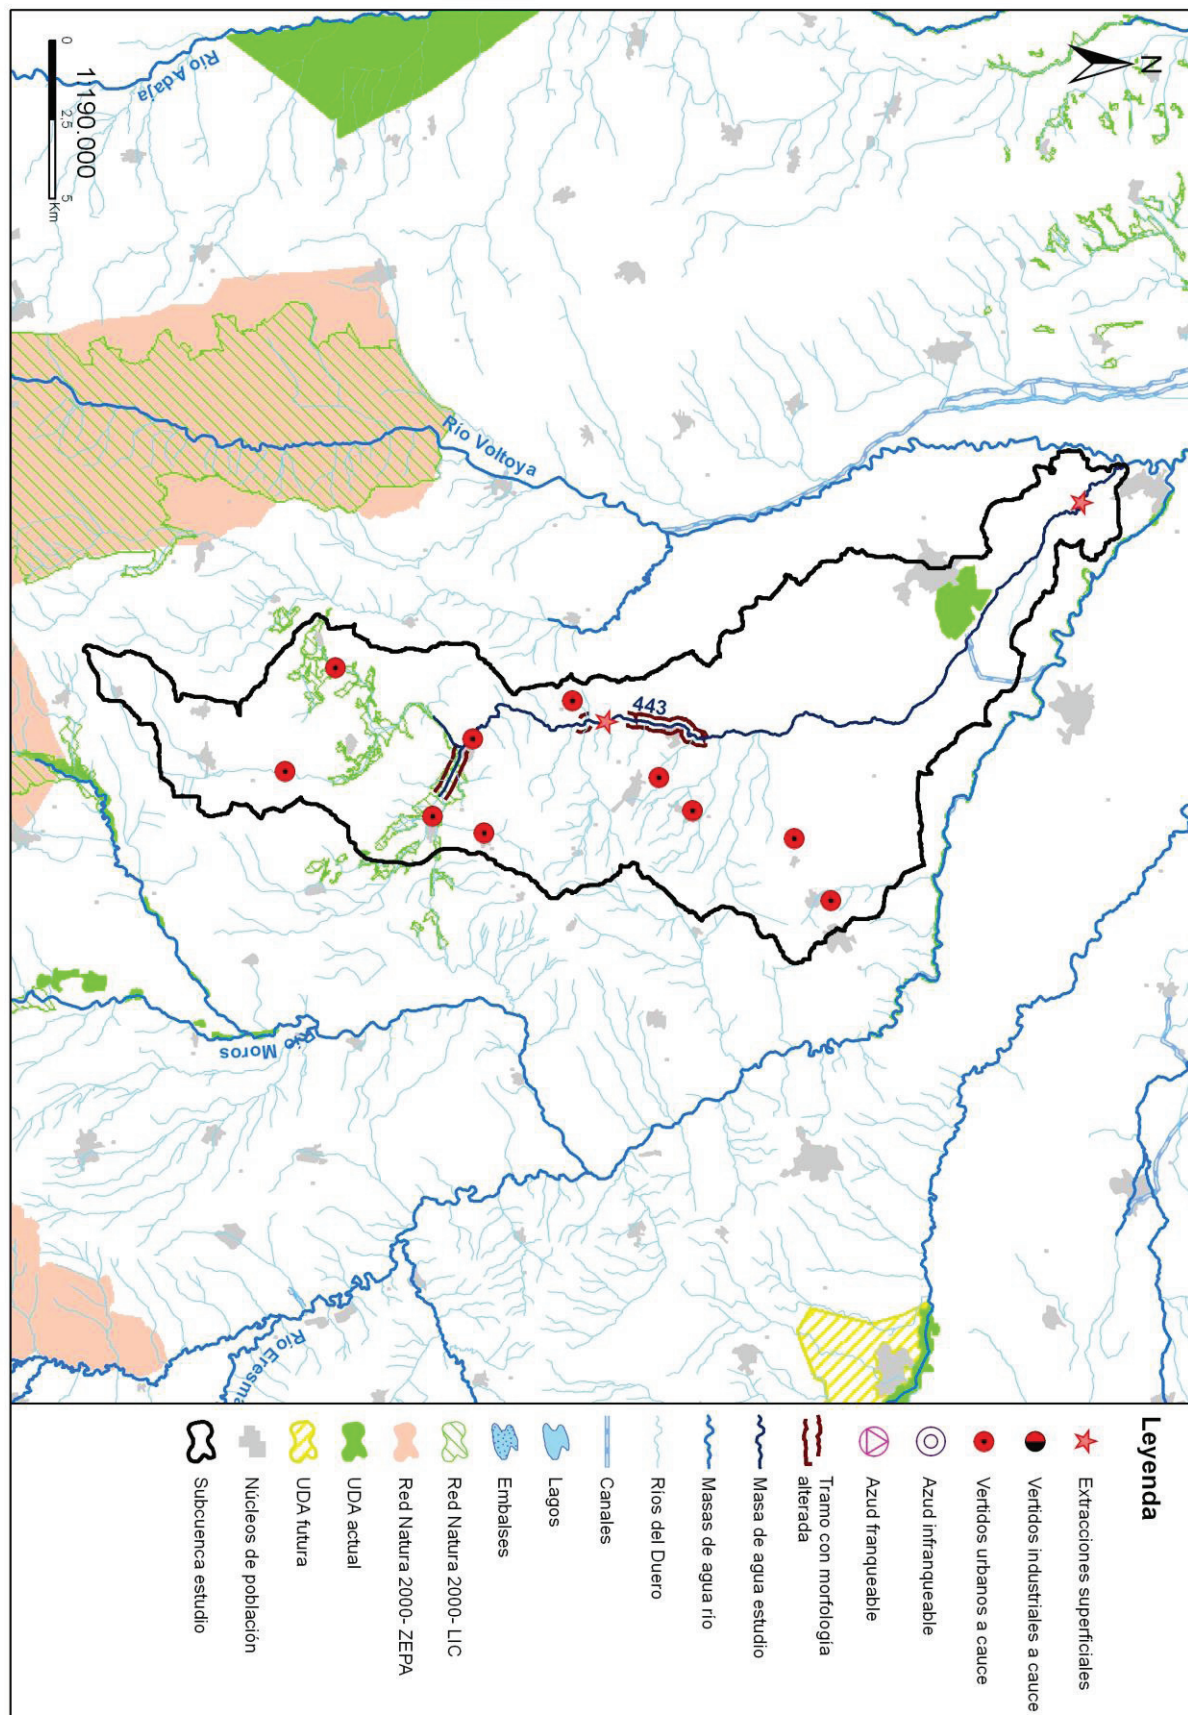 N
0 2,5 5
Km
1:190.000
Río Adaja
Río Voltoya
443
Río
Moros
Río Eresma
Leyenda
Extracciones superficiales
Vertidos industriales a cauce
Vertidos urbanos a cauce
Azud infranqueable
Azud franqueable
Tramo con morfología
alterada
Masa de agua estudio
Masas de agua río
Ríos del Duero
Canales
Lagos
Embalses
Red Natura 2000- LIC
Red Natura 2000- ZEPA
UDA actual
UDA futura
Núcleos de población
Subcuenca estudio